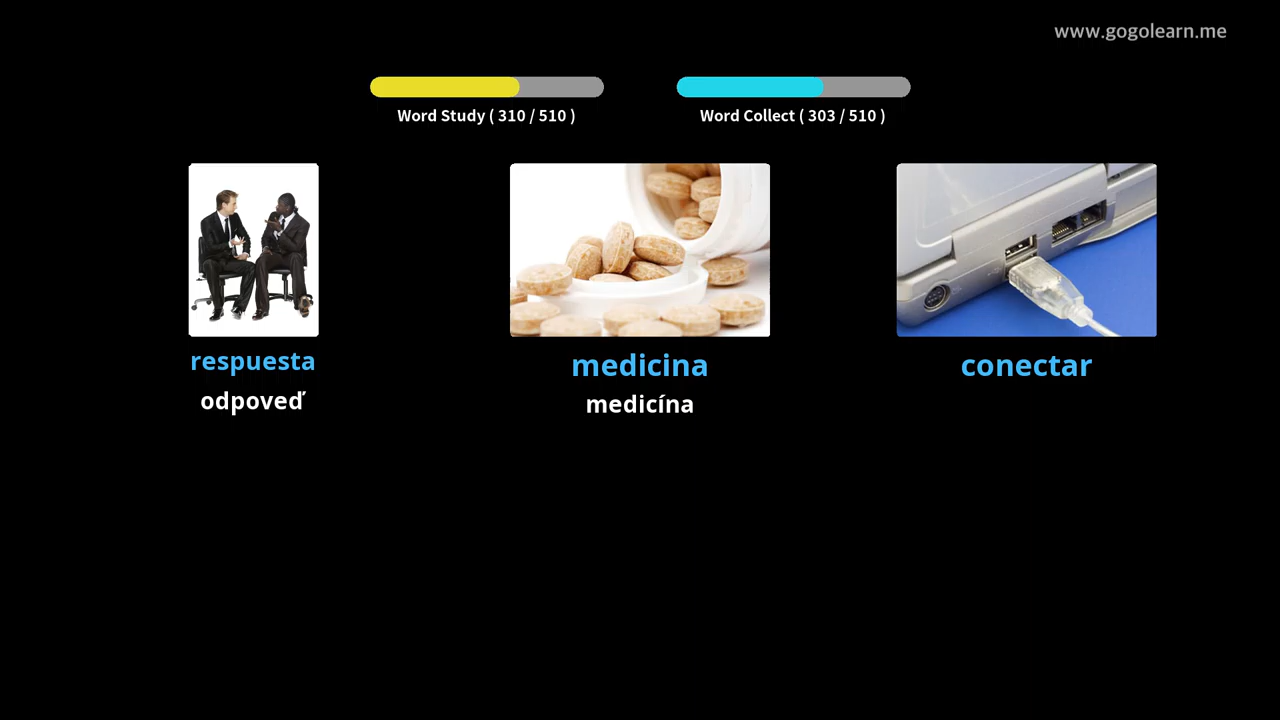 www.gogolearn.me
Word Study ( 310 / 510 )
Word Collect ( 303 / 510 )
respuesta
odpoveď
medicina
medicína
conectar